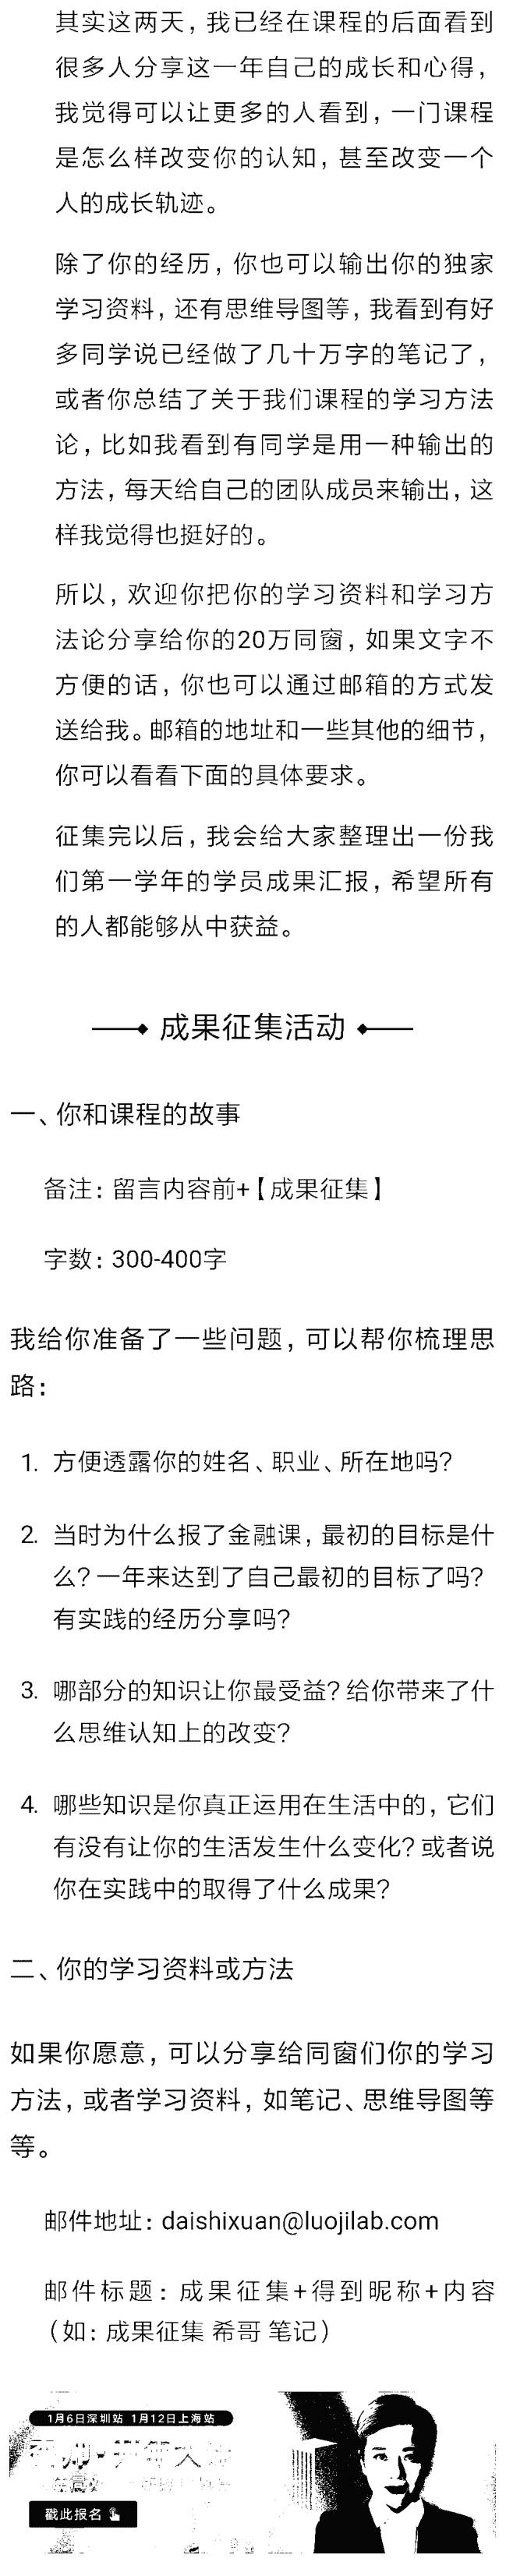 其实这两天，我已经在课程的后面看到
很多人分享这一年自己的成长和心得，
我觉得可以让更多的人看到，一门课程
是怎么样改变你的认知，甚至改变一个
人的成长轨迹。
除了你的经历，你也可以输出你的独家
学习资料，还有思维导图等，我看到有好
多同学说已经做了几十万字的笔记了，
或者你总结了关于我们课程的学习方法
论，比如我看到有同学是用一种输出的
方法，每天给自己的团队成员来输出，这
样我觉得也挺好的。
所以，欢迎你把你的学习资料和学习方
法论分享给你的20万同窗，如果文字不
方便的话，你也可以通过邮箱的方式发
送给我。邮箱的地址和一些其他的细节，
你可以看看下面的具体要求。
征集完以后，我会给大家整理出一份我
们第一学年的学员成果汇报，希望所有
的人都能够从中获益。
成果征集活动
一、你和课程的故事
备注：留言内容前+【成果征集】
字数：300-400字
我给你准备了一些问题，可以帮你梳理思
路：
1. 方便透露你的姓名、职业、所在地吗？
2. 当时为什么报了金融课，最初的目标是什
么？一年来达到了自己最初的目标了吗？
有实践的经历分享吗？
3. 哪部分的知识让你最受益？给你带来了什
么思维认知上的改变？
4. 哪些知识是你真正运用在生活中的，它们
有没有让你的生活发生什么变化？或者说
你在实践中的取得了什么成果？
二、你的学习资料或方法
如果你愿意，可以分享给同窗们你的学习
方法，或者学习资料，如笔记、思维导图等
等。
邮件地址：daishixuan@luojilab.com
邮件标题：成果征集+得到昵称+内容
（如：成果征集 希哥 笔记）
1月6日深圳站 1月12日上海站
戳此报名